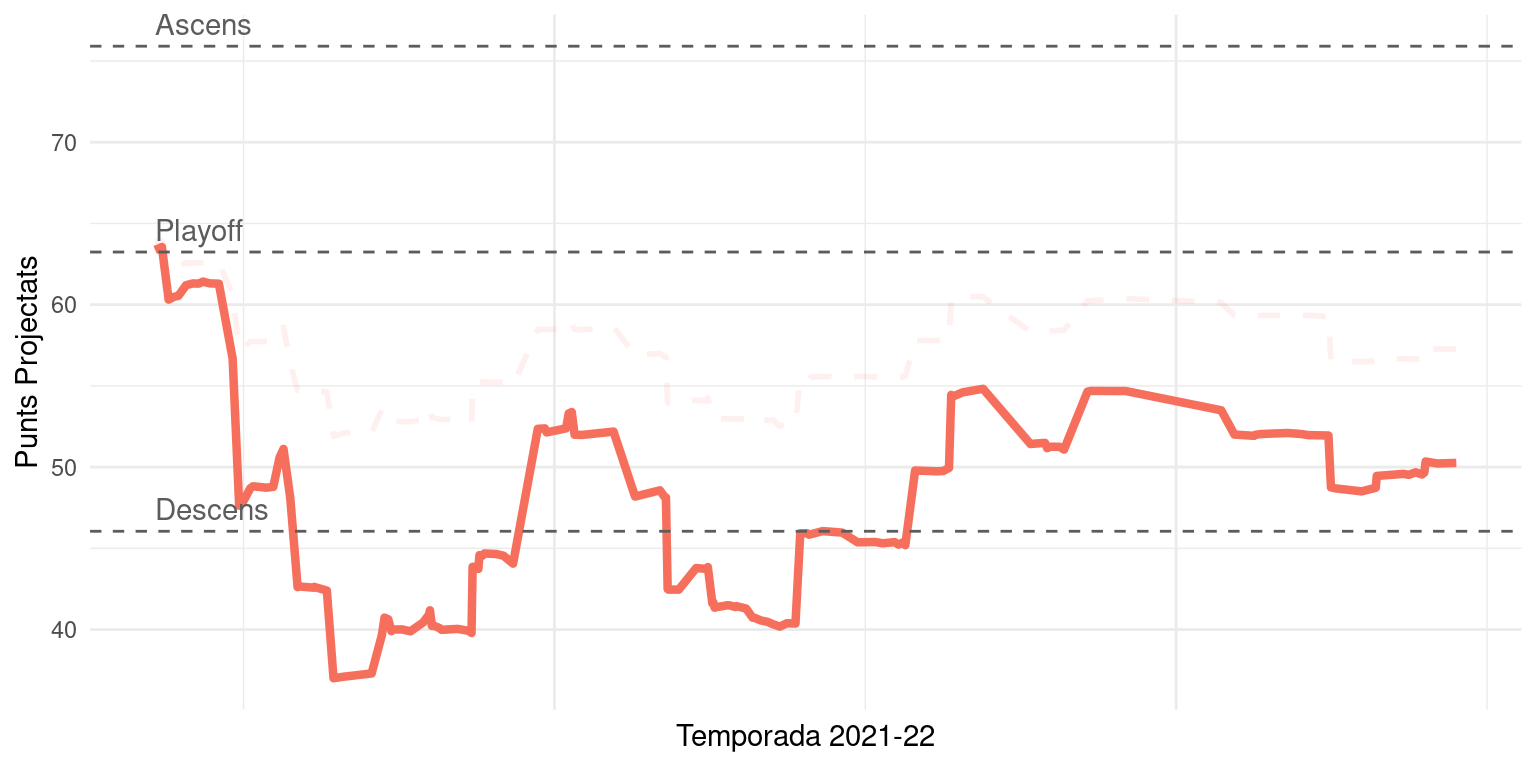 Ascens
70
Playoff
60
Punts Projectats
50
Descens
40
Temporada 2021-22